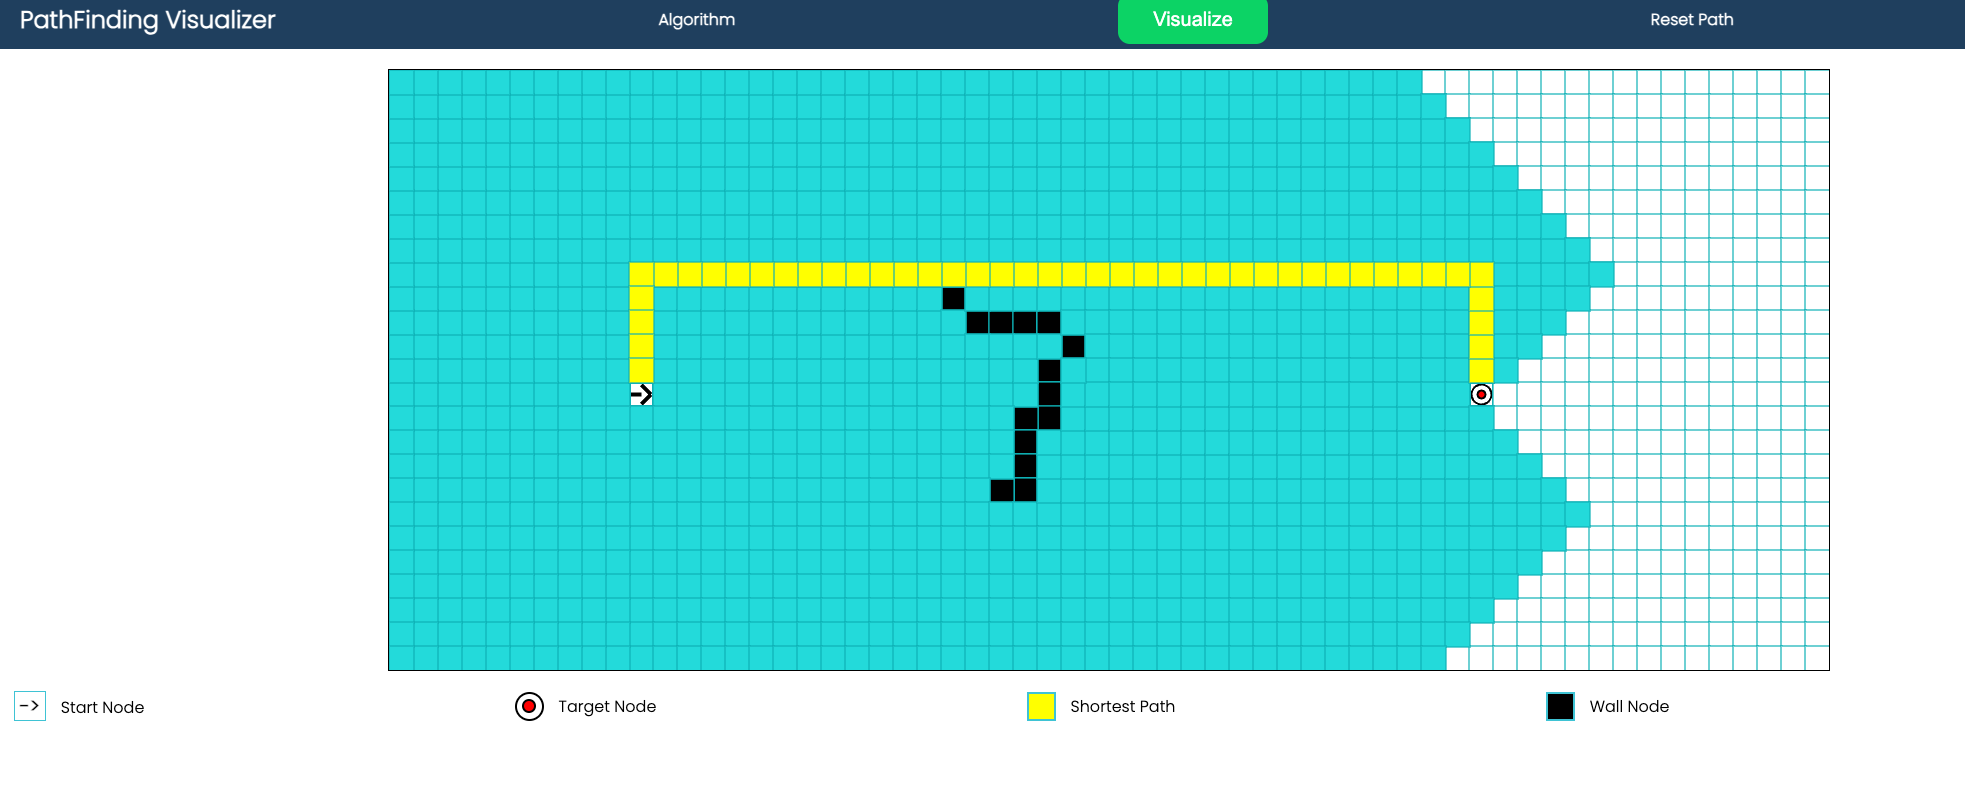 PathFinding Visualizer
Algorithm
Visualize
Reset Path
->
Start Node
Target Node
Shortest Path
Wall Node